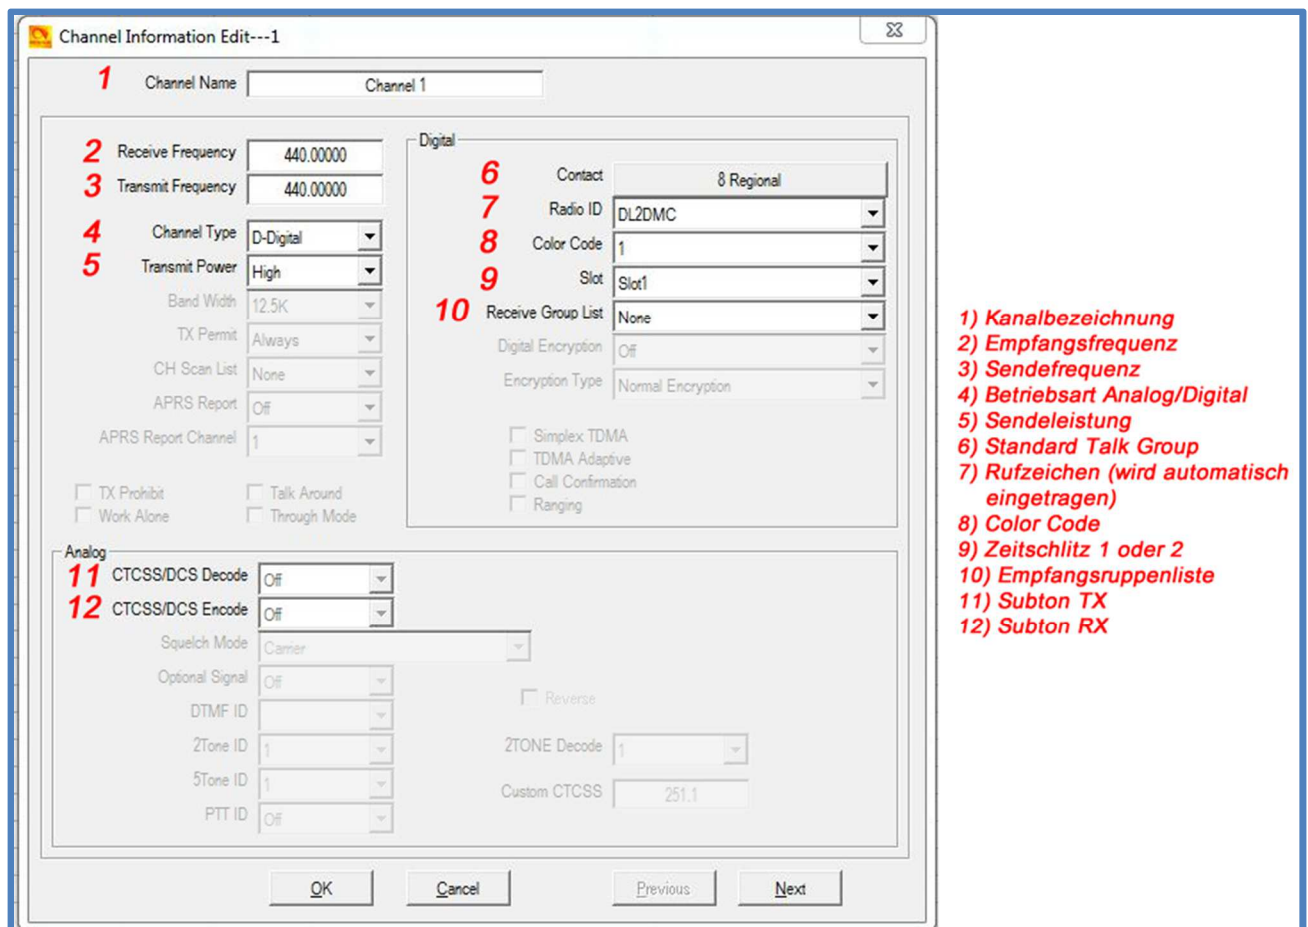 Channel Information Edit---1
1 Channel Name Channel 1
2 Receive Frequency 440.00000
3 Transmit Frequency 440.00000
4 Channel Type D-Digital
5 Transmit Power High
Band Width 12.5K
TX Permit Always
CH Scan List None
APRS Report Off
APRS Report Channel 1
TX Prohibit Talk Around
Work Alone Through Mode
Digital
6 Contact 8 Regional
7 Radio ID DL2DMC
8 Color Code 1
9 Slot Slot1
10 Receive Group List None
Digital Encryption Off
Encryption Type Normal Encryption
Simplex TDMA
TDMA Adaptive
Call Confirmation
Ranging
Analog
11 CTCSS/DCS Decode Off
12 CTCSS/DCS Encode Off
Squelch Mode Carrier
Optional Signal Off
Reverse
DTMF ID
2Tone ID 1
2TONE Decode 1
5Tone ID 1
Custom CTCSS 251.1
PTT ID Off
OK Cancel Previous Next
1) Kanalbezeichnung
2) Empfangsfrequenz
3) Sendefrequenz
4) Betriebsart Analog/Digital
5) Sendeleistung
6) Standard Talk Group
7) Rufzeichen (wird automatisch
eingetragen)
8) Color Code
9) Zeitschlitz 1 oder 2
10) Empfangsruppenliste
11) Subton TX
12) Subton RX